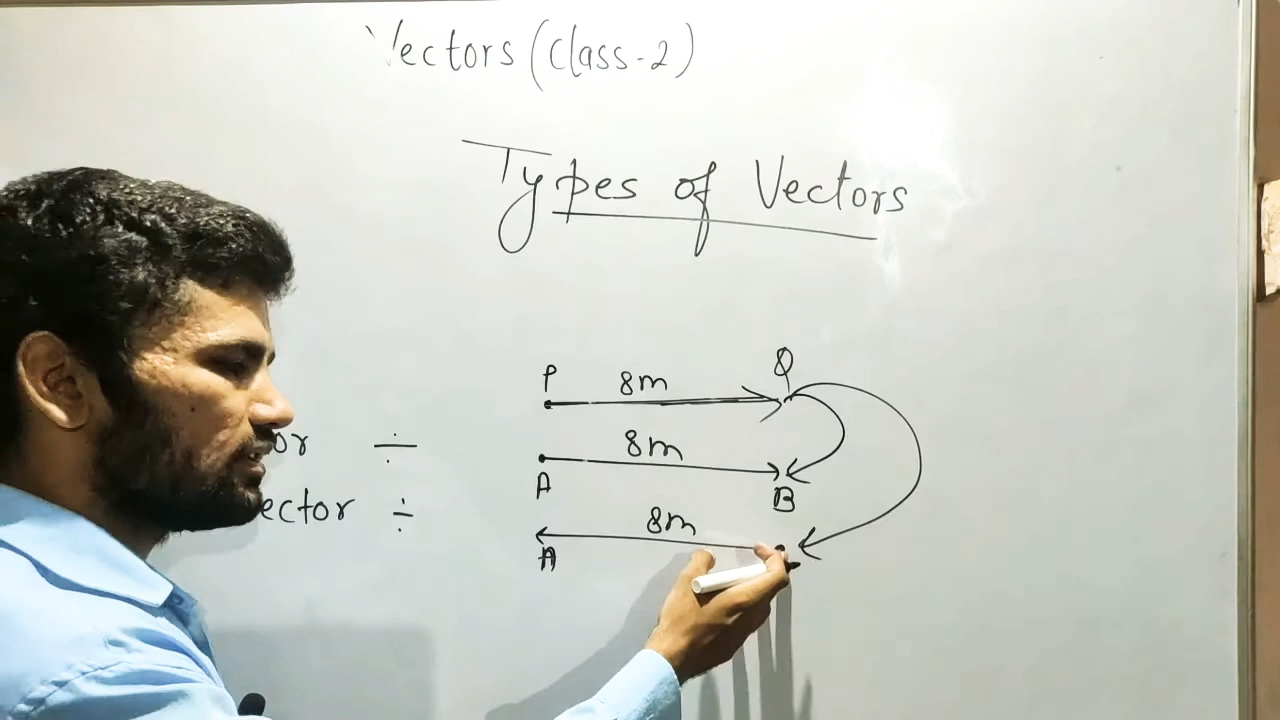 Vectors (Class-2)
Types of Vectors
P 8m Q
or ÷
8m
A B
ector ÷
8m
A